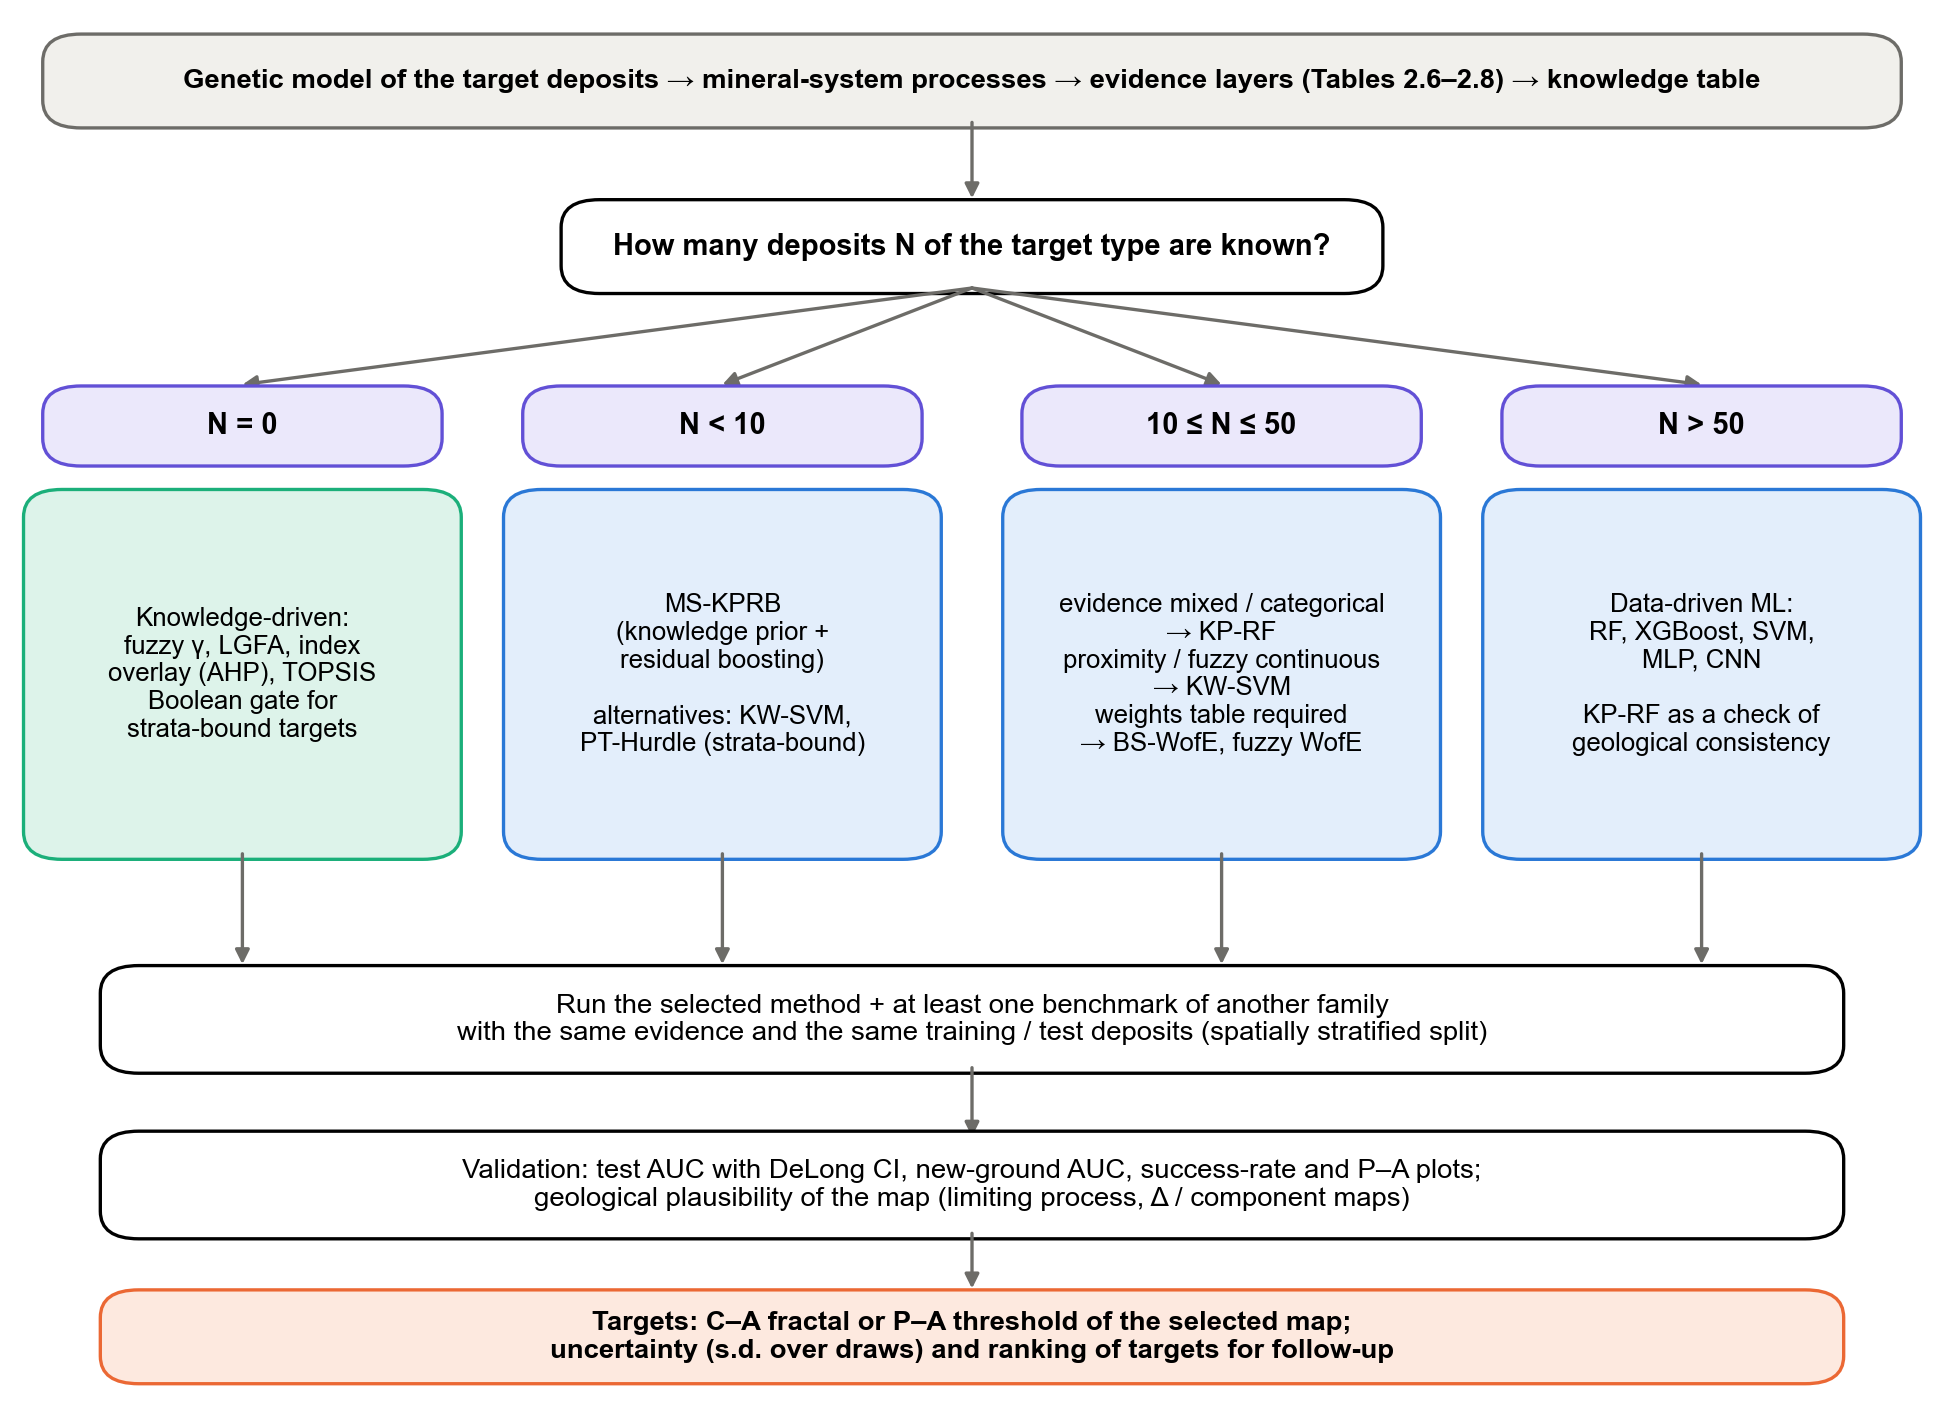 Genetic model of the target deposits → mineral-system processes → evidence layers (Tables 2.6–2.8) → knowledge table
How many deposits N of the target type are known?
N = 0
N < 10
10 ≤ N ≤ 50
N > 50
Knowledge-driven:
fuzzy γ, LGFA, index
overlay (AHP), TOPSIS
Boolean gate for
strata-bound targets
MS-KPRB
(knowledge prior +
residual boosting)
alternatives: KW-SVM,
PT-Hurdle (strata-bound)
evidence mixed / categorical
→ KP-RF
proximity / fuzzy continuous
→ KW-SVM
weights table required
→ BS-WofE, fuzzy WofE
Data-driven ML:
RF, XGBoost, SVM,
MLP, CNN
KP-RF as a check of
geological consistency
Run the selected method + at least one benchmark of another family
with the same evidence and the same training / test deposits (spatially stratified split)
Validation: test AUC with DeLong CI, new-ground AUC, success-rate and P–A plots;
geological plausibility of the map (limiting process, Δ / component maps)
Targets: C–A fractal or P–A threshold of the selected map;
uncertainty (s.d. over draws) and ranking of targets for follow-up